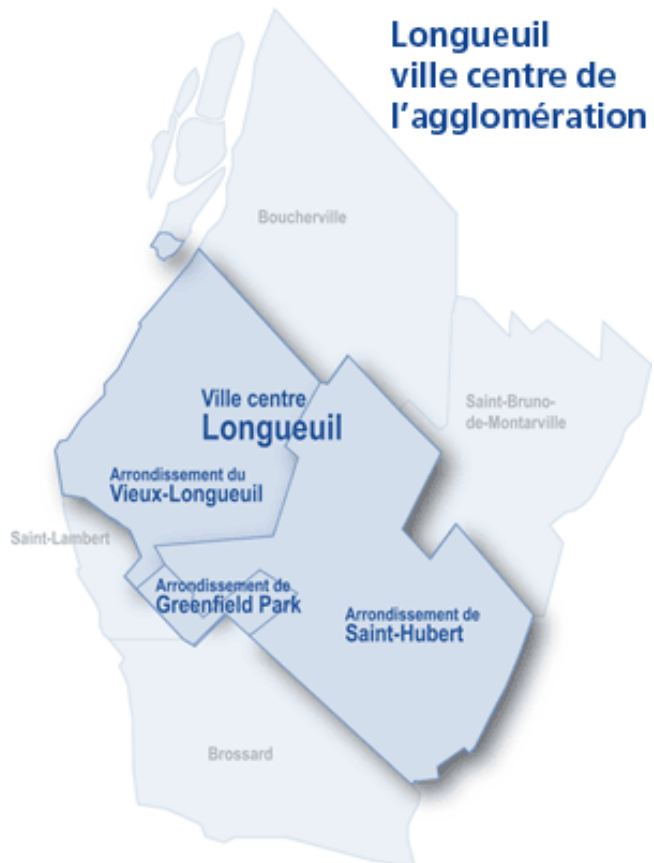 Longueuil
ville centre de
l'agglomération
Boucherville
Ville centre
Longueuil
Saint-Bruno-
de-Montarville
Arrondissement du
Vieux-Longueuil
Saint-Lambert
Arrondissement de
Greenfield Park
Arrondissement de
Saint-Hubert
Brossard